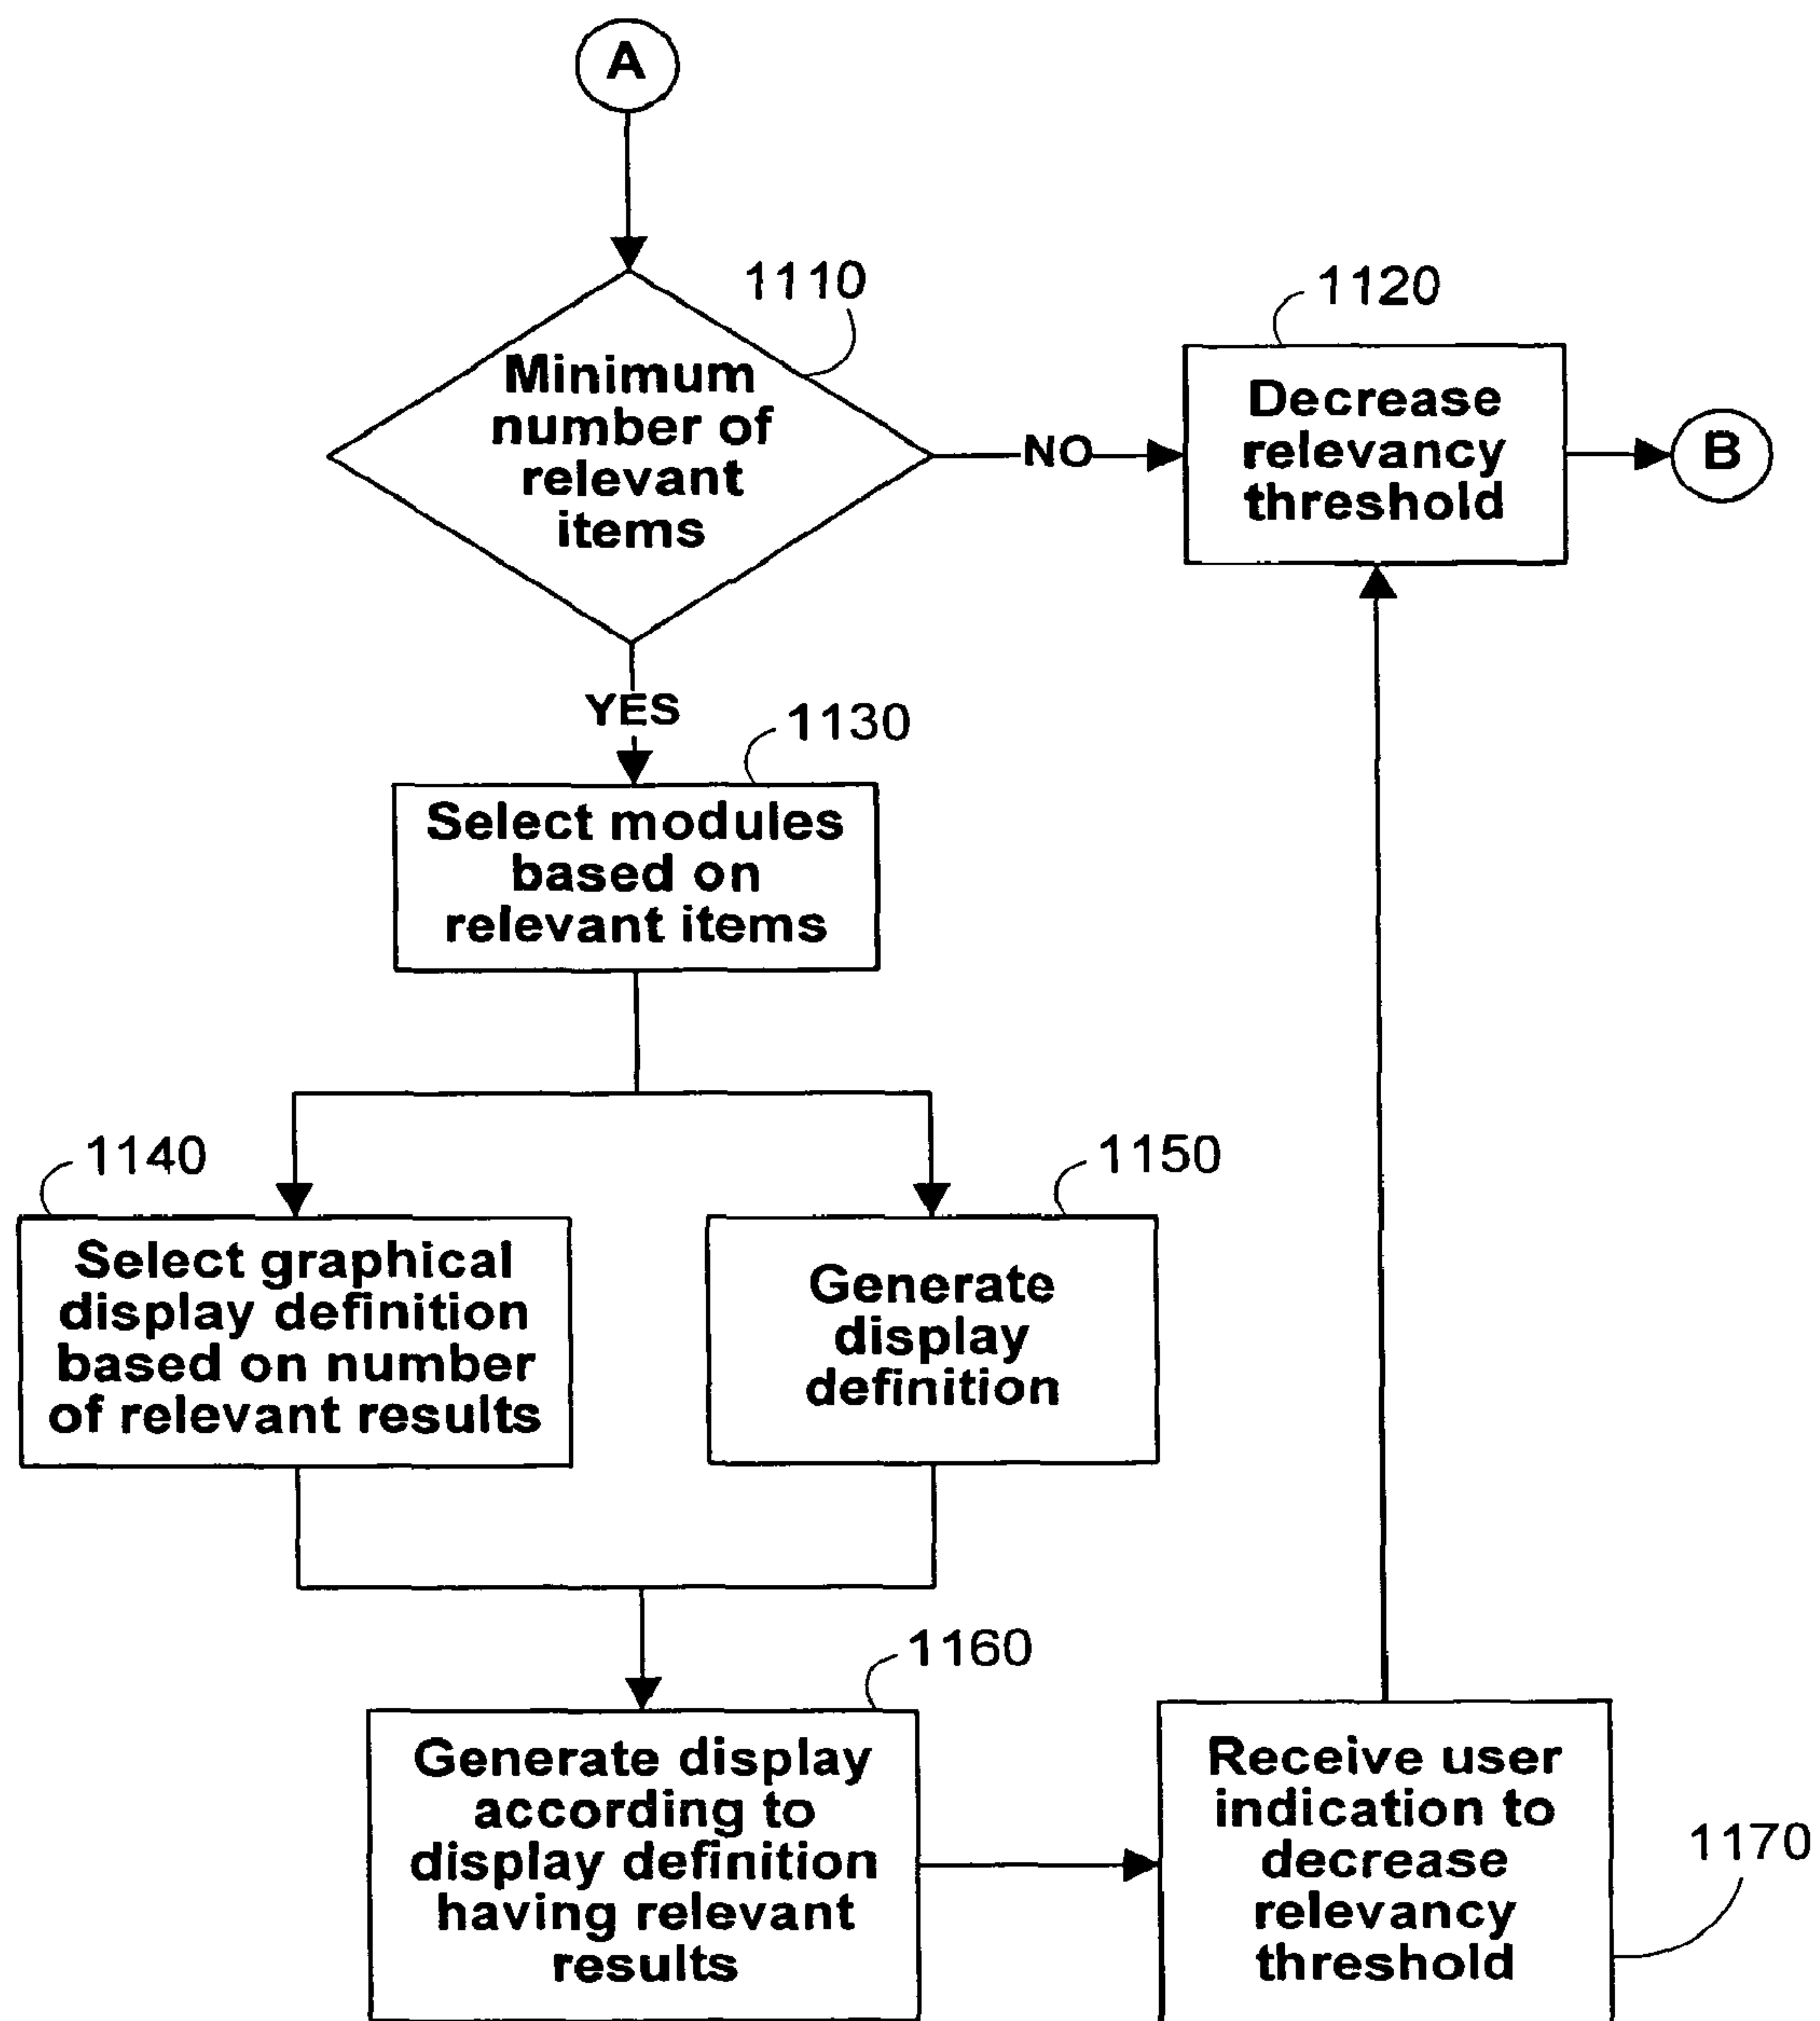 A
1110
Minimum
number of
relevant
items
NO
1120
Decrease
relevancy
threshold
B
YES
1130
Select modules
based on
relevant items
1140
Select graphical
display definition
based on number
of relevant results
1150
Generate
display
definition
1160
Generate display
according to
display definition
having relevant
results
Receive user
indication to
decrease
relevancy
threshold
1170